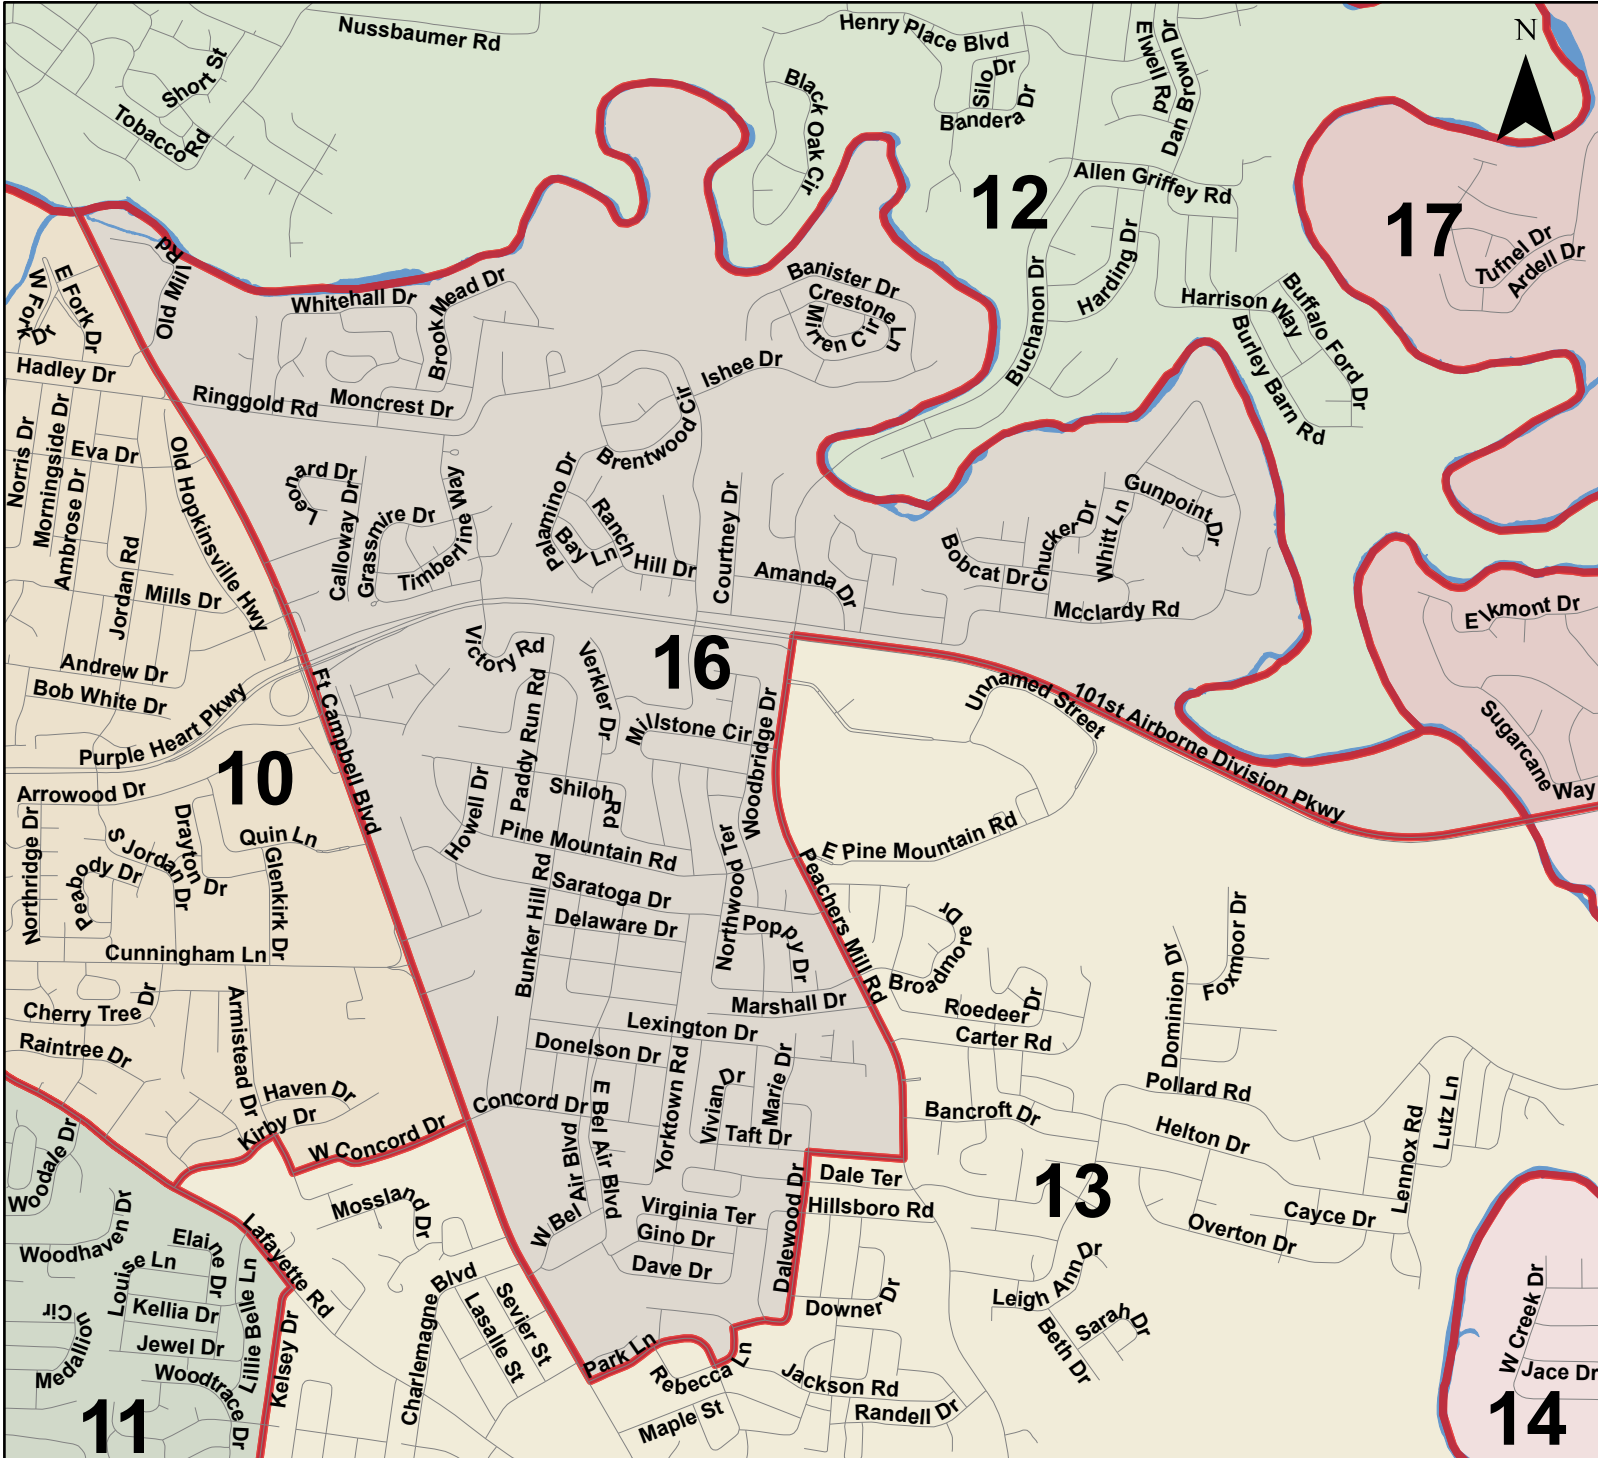 Nussbaumer Rd
Short St
Tobacco Rd
Henry Place Blvd
Silo Dr
Bandera Dr
Black Oak Cir
Elwell Rd
Dan Brown Dr
N
Allen Griffey Rd
12
17
Tufnel Dr
Ardell Dr
Harding Dr
Buchanon Dr
Harrison Way
Buffalo Ford Dr
Burley Barn Rd
Old Mill Rd
W Fork Dr
E Fork Dr
Hadley Dr
Whitehall Dr
Brook Mead Dr
Banister Dr
Crestone Ln
Mirren Cir
Ishee Dr
Ringgold Rd
Moncrest Dr
Brentwood Cir
Norris Dr
Morningside Dr
Eva Dr
Ambrose Dr
Jordan Rd
Mills Dr
Old Hopkinsville Hwy
Leonard Dr
Calloway Dr
Grassmire Dr
Timberline Way
Palamino Dr
Bay Ln
Ranch Hill Dr
Courtney Dr
Amanda Dr
Bobcat Dr
Chucker Dr
Whitt Ln
Gunpoint Dr
Mcclardy Rd
Elkmont Dr
Sugarcane Way
Andrew Dr
Bob White Dr
Purple Heart Pkwy
Ft Campbell Blvd
Victory Rd
Verkler Dr
16
Paddy Run Rd
Millstone Cir
Woodbridge Dr
Unnamed Street
101st Airborne Division Pkwy
10
Arrowood Dr
Northridge Dr
S Jordan Dr
Drayton Dr
Quin Ln
Peabody Dr
Glenkirk Dr
Cunningham Ln
Howell Dr
Shiloh Rd
Pine Mountain Rd
E Pine Mountain Rd
Northwood Ter
Saratoga Dr
Delaware Dr
Bunker Hill Rd
Poppy Dr
Peachers Mill Rd
Marshall Dr
Broadmore Dr
Roedeer Dr
Carter Rd
Dominion Dr
Foxmoor Dr
Cherry Tree Dr
Raintree Dr
Armistead Dr
Haven Dr
Kirby Dr
W Concord Dr
Lexington Dr
Donelson Dr
Concord Dr
E Bel Air Blvd
W Bel Air Blvd
Yorktown Rd
Vivian Dr
Marie Dr
Taft Dr
Pollard Rd
Bancroft Dr
Helton Dr
Lennox Rd
Lutz Ln
Dale Ter
13
Hillsboro Rd
Dalewood Dr
Cayce Dr
Overton Dr
Woodale Dr
Woodhaven Dr
Mossland Dr
Lafayette Rd
Virginia Ter
Gino Dr
Dave Dr
Elaine Dr
Louise Ln
Kellia Dr
Jewel Dr
Lillie Belle Ln
Kelsey Dr
Medallion Cir
Woodtrace Dr
11
Charlemagne Blvd
Lasalle St
Sevier St
Park Ln
Rebecca Ln
Maple St
Downer Dr
Jackson Rd
Randell Dr
Leigh Ann Dr
Sarah Dr
Beth Dr
W Creek Dr
Jace Dr
14